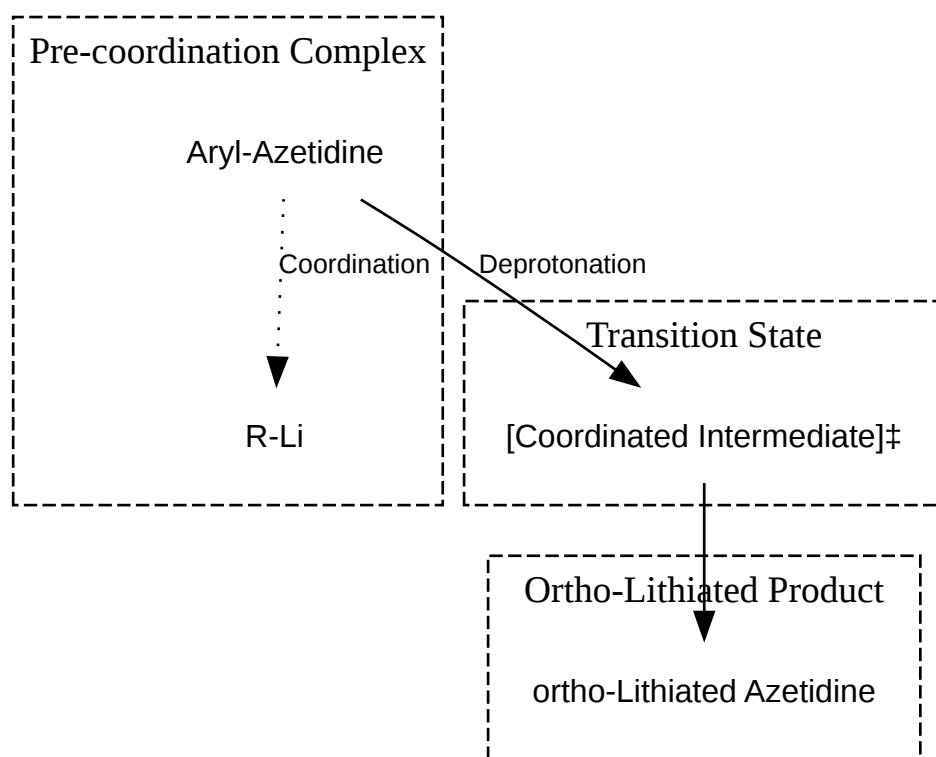 Pre-coordination Complex
Aryl-Azetidine
Coordination
Deprotonation
Transition State
R-Li
[Coordinated Intermediate]‡
Ortho-Lithiated Product
ortho-Lithiated Azetidine